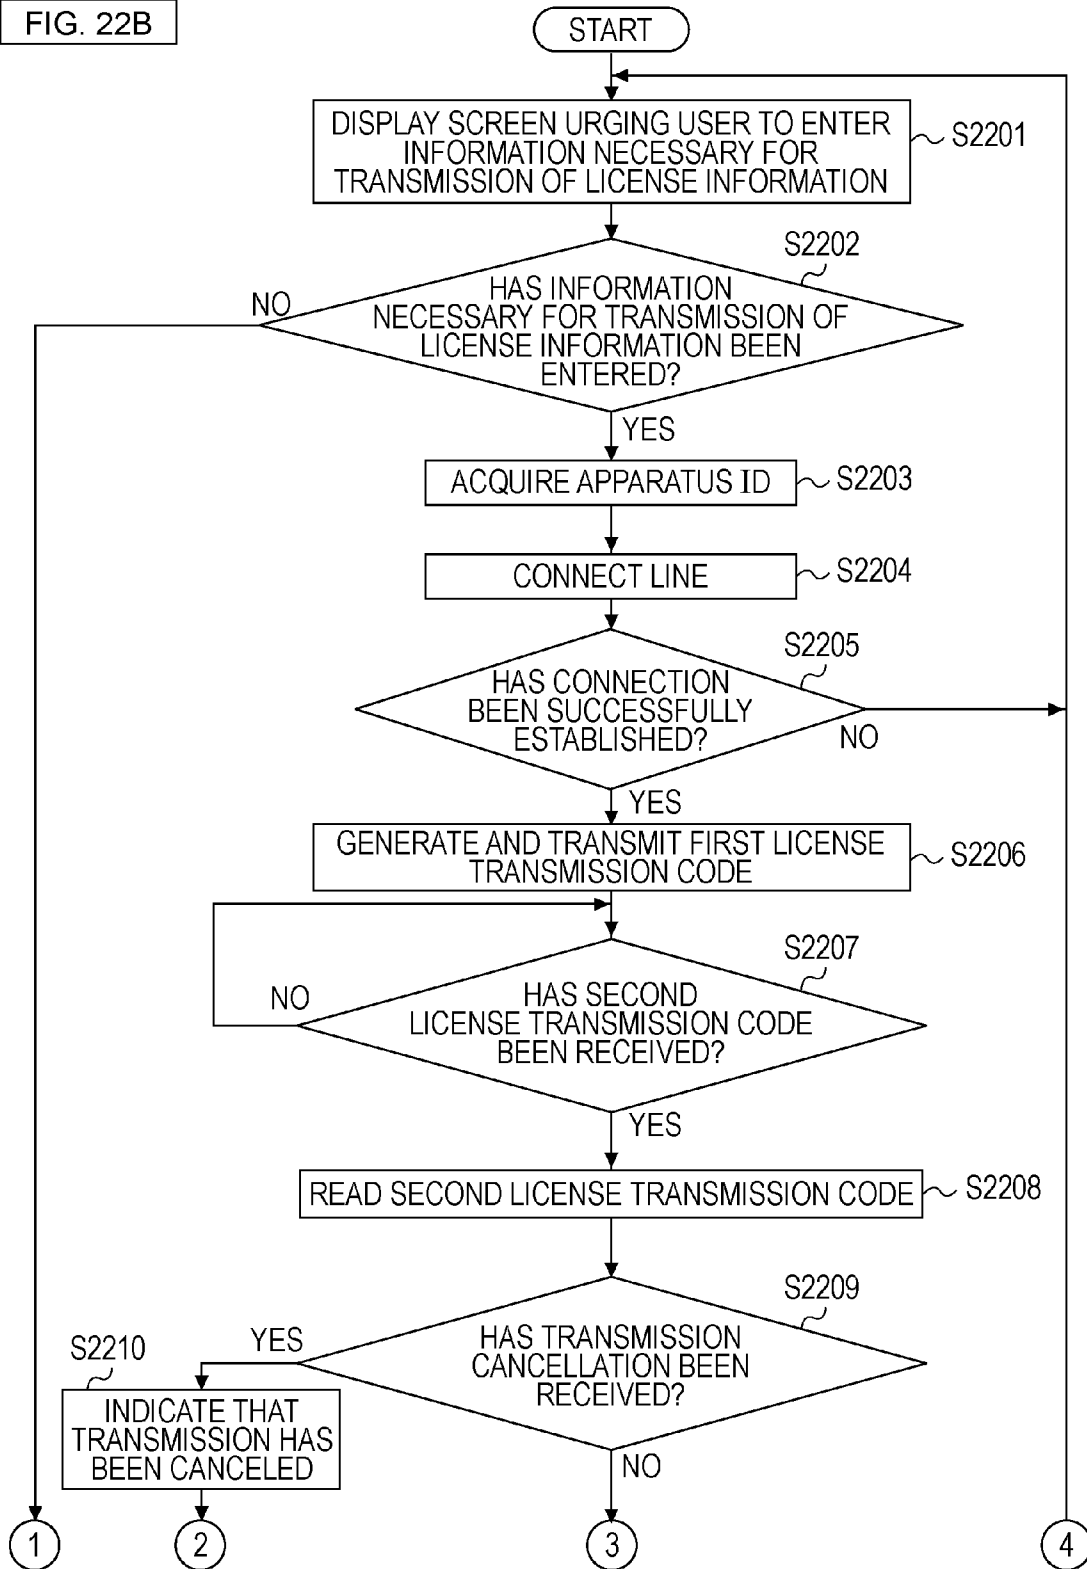 FIG. 22B
START
DISPLAY SCREEN URGING USER TO ENTER
INFORMATION NECESSARY FOR
TRANSMISSION OF LICENSE INFORMATION
S2201
S2202
HAS INFORMATION
NECESSARY FOR TRANSMISSION OF
LICENSE INFORMATION BEEN
ENTERED?
NO
YES
ACQUIRE APPARATUS ID
S2203
CONNECT LINE
S2204
S2205
HAS CONNECTION
BEEN SUCCESSFULLY
ESTABLISHED?
NO
YES
GENERATE AND TRANSMIT FIRST LICENSE
TRANSMISSION CODE
S2206
S2207
NO
HAS SECOND
LICENSE TRANSMISSION CODE
BEEN RECEIVED?
YES
READ SECOND LICENSE TRANSMISSION CODE
S2208
S2209
YES
HAS TRANSMISSION
CANCELLATION BEEN
RECEIVED?
S2210
INDICATE THAT
TRANSMISSION HAS
BEEN CANCELED
NO
1
2
3
4